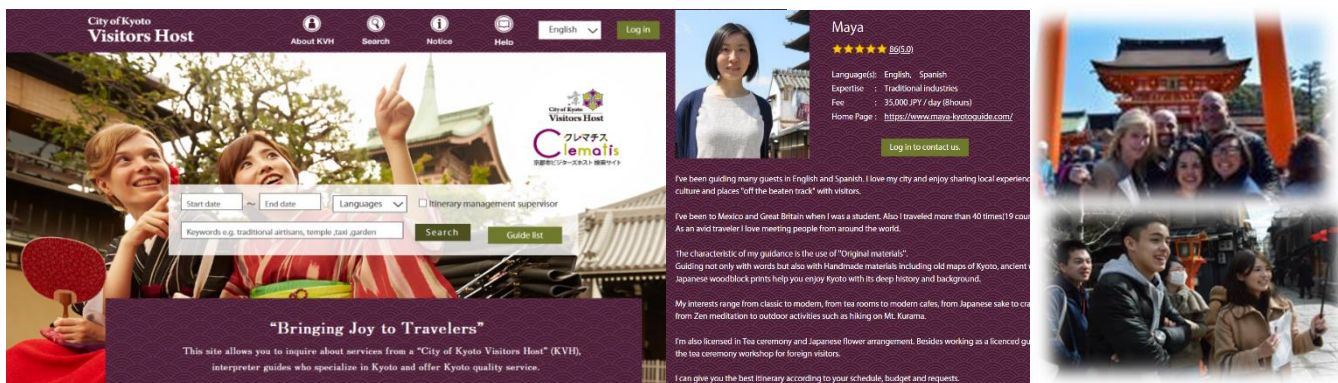 City of Kyoto
Visitors Host
About KVH
Search
Notice
Help
English
Log in
City of Kyoto
Visitors Host
クレマチス
Clematis
京都市ビジターズホスト 検索サイト
Start date
～
End date
Languages
Itinerary management supervisor
Keywords e.g. traditional airtisans, temple ,taxi ,garden
Search
Guide list
“Bringing Joy to Travelers”
This site allows you to inquire about services from a “City of Kyoto Visitors Host” (KVH),
interpreter guides who specialize in Kyoto and offer Kyoto quality service.
Maya
★★★★★ 86(5.0)
Language(s): English, Spanish
Expertise : Traditional industries
Fee : 35,000 JPY / day (8hours)
Home Page : https://www.maya-kyotoguide.com/
Log in to contact us.
I've been guiding many guests in English and Spanish. I love my city and enjoy sharing local experienc
culture and places "off the beaten track" with visitors.
I've been to Mexico and Great Britain when I was a student. Also I traveled more than 40 times(19 cour
As an avid traveler I love meeting people from around the world.
The characteristic of my guidance is the use of "Original materials".
Guiding not only with words but also with Handmade materials including old maps of Kyoto, ancient
Japanese woodblock prints help you enjoy Kyoto with its deep history and background.
My interests range from classic to modern, from tea rooms to modern cafes, from Japanese sake to cra
from Zen meditation to outdoor activities such as hiking on Mt. Kurama.
I'm also licensed in Tea ceremony and Japanese flower arrangement. Besides working as a licenced gu
the tea ceremony workshop for foreign visitors.
I can give you the best itinerary according to your schedule, budget and requests.